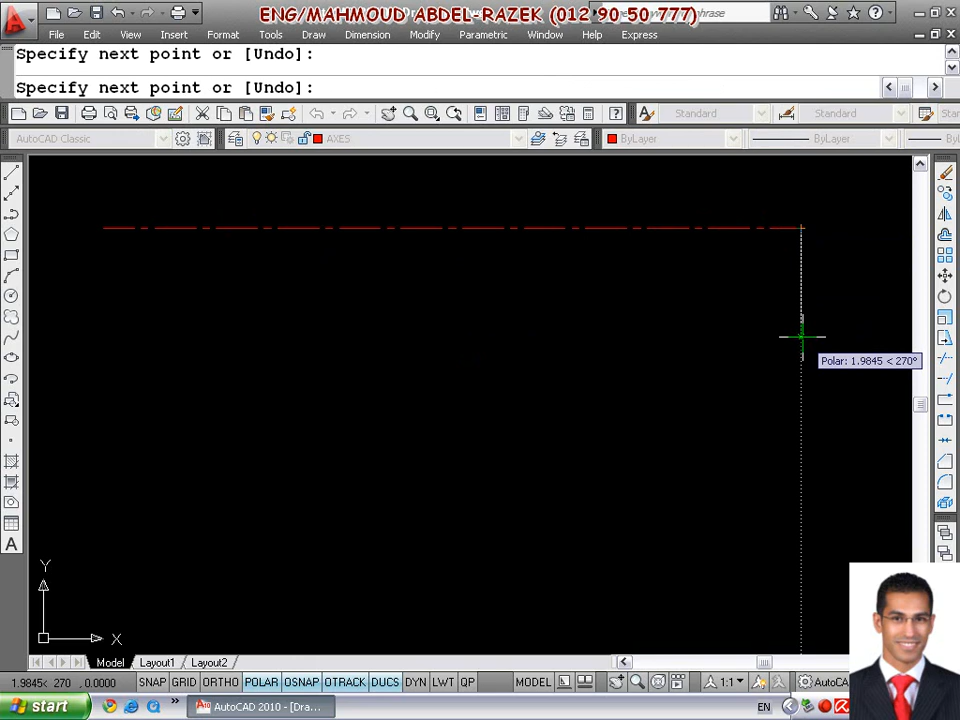 ENG/MAHMOUD ABDEL-RAZEK (012 90 50 777)
phrase
File Edit View Insert Format Tools Draw Dimension Modify Parametric Window Help Express
Specify next point or [Undo]:
Specify next point or [Undo]:
Standard Standard
AutoCAD Classic AXES ByLayer ByLayer
Polar: 1.9845 < 270°
Y
X
A
Model Layout1 Layout2
1.9845< 270 , 0.0000 SNAP GRID ORTHO POLAR OSNAP OTRACK DUCS DYN LWT QP MODEL 1:1 AutoCA
start AutoCAD 2010 - [Dra... EN